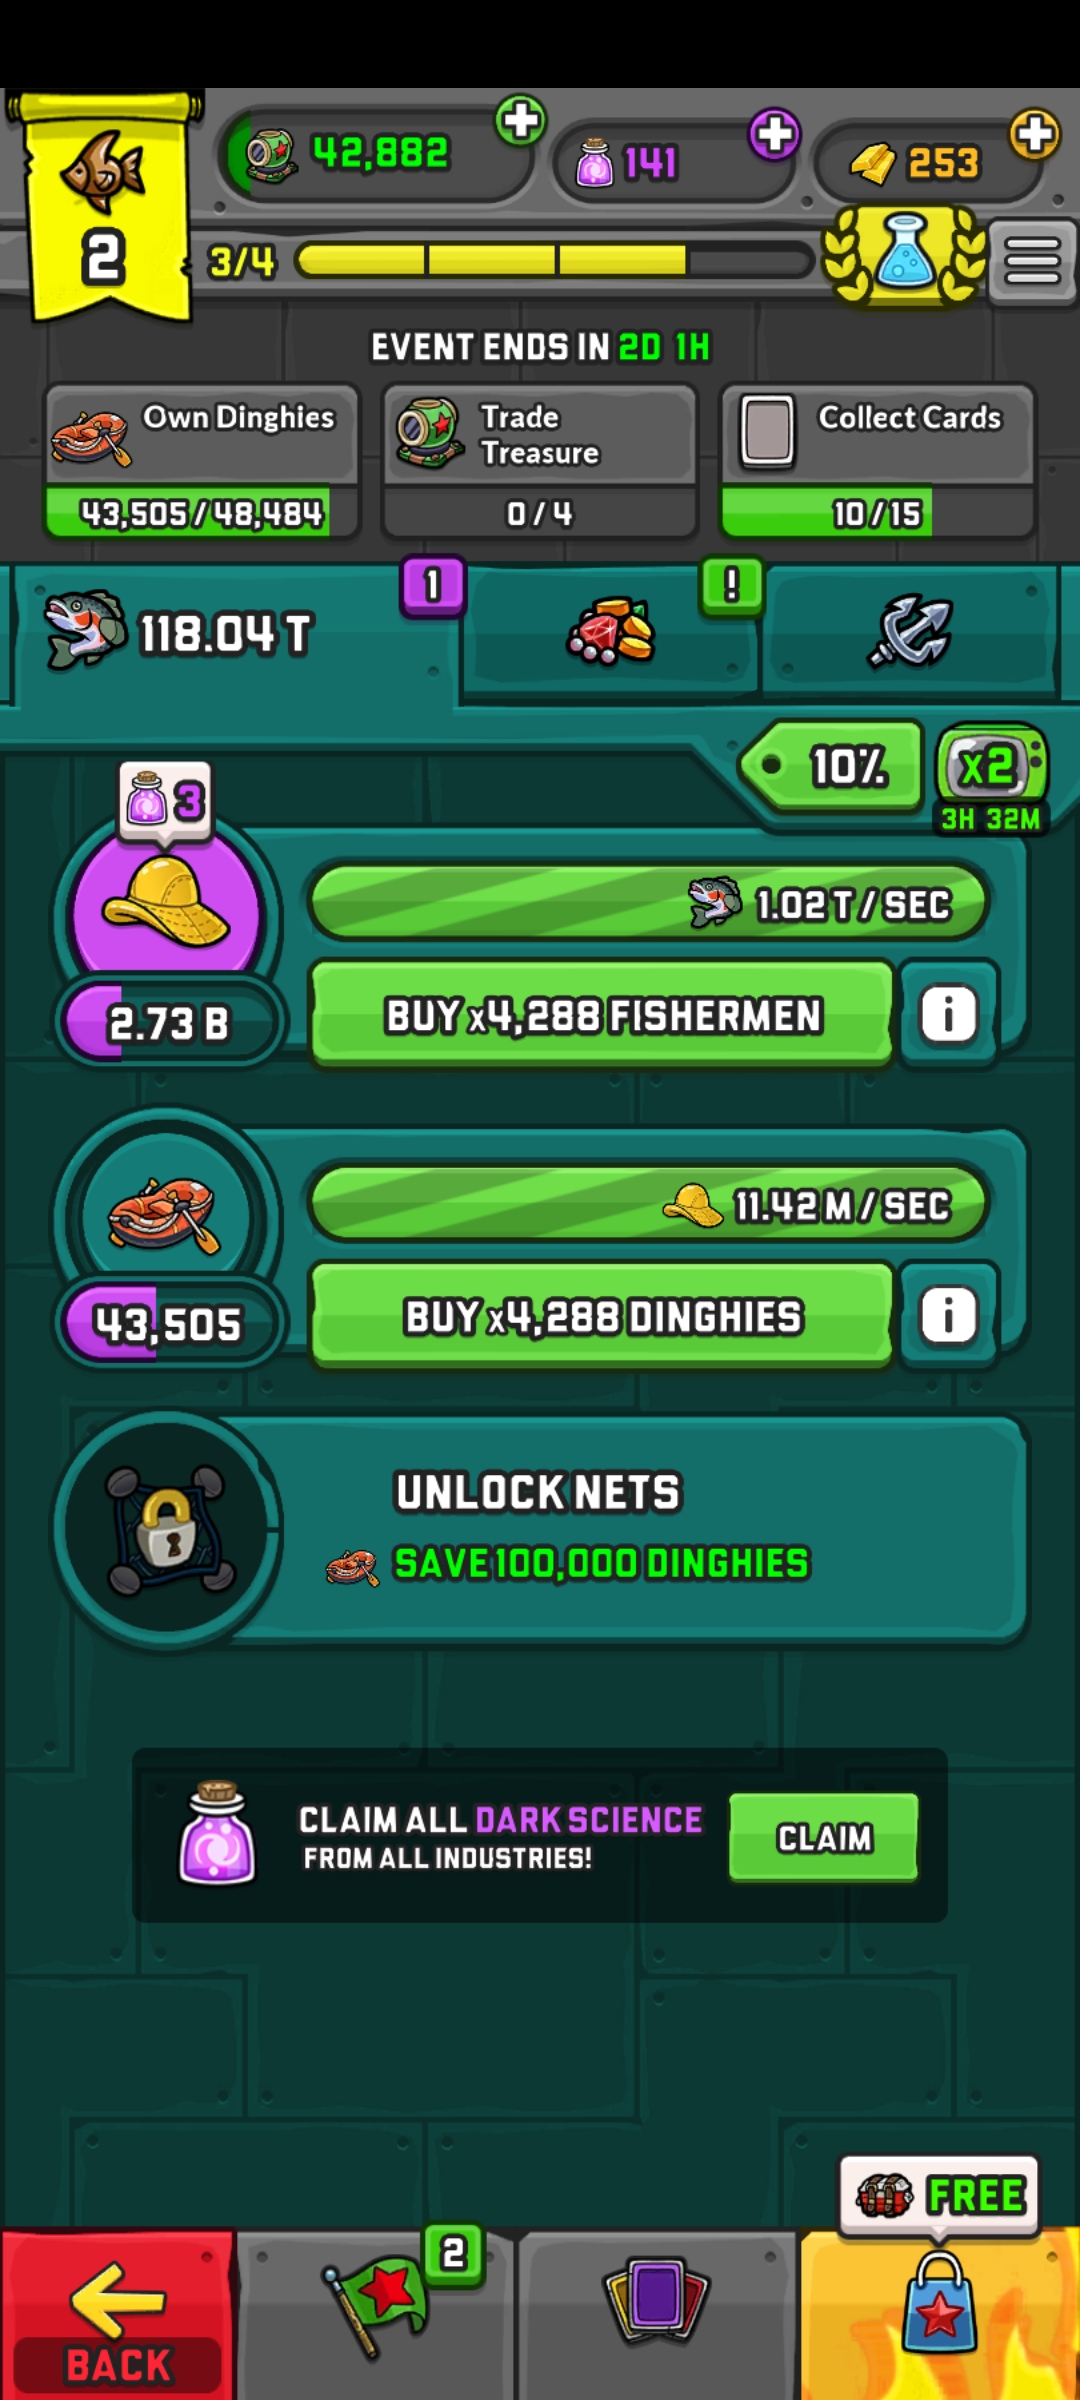 42,882
141
253
2
3/4
EVENT ENDS IN 2D 1H
Own Dinghies
43,505/48,484
Trade
Treasure
0/4
Collect Cards
10/15
118.04 T
1
!
10%
x2
3H 32M
3
1.02 T / SEC
2.73 B
BUY x4,288 FISHERMEN
i
11.42 M / SEC
43,505
BUY x4,288 DINGHIES
i
UNLOCK NETS
SAVE 100,000 DINGHIES
CLAIM ALL DARK SCIENCE
FROM ALL INDUSTRIES!
CLAIM
FREE
2
BACK